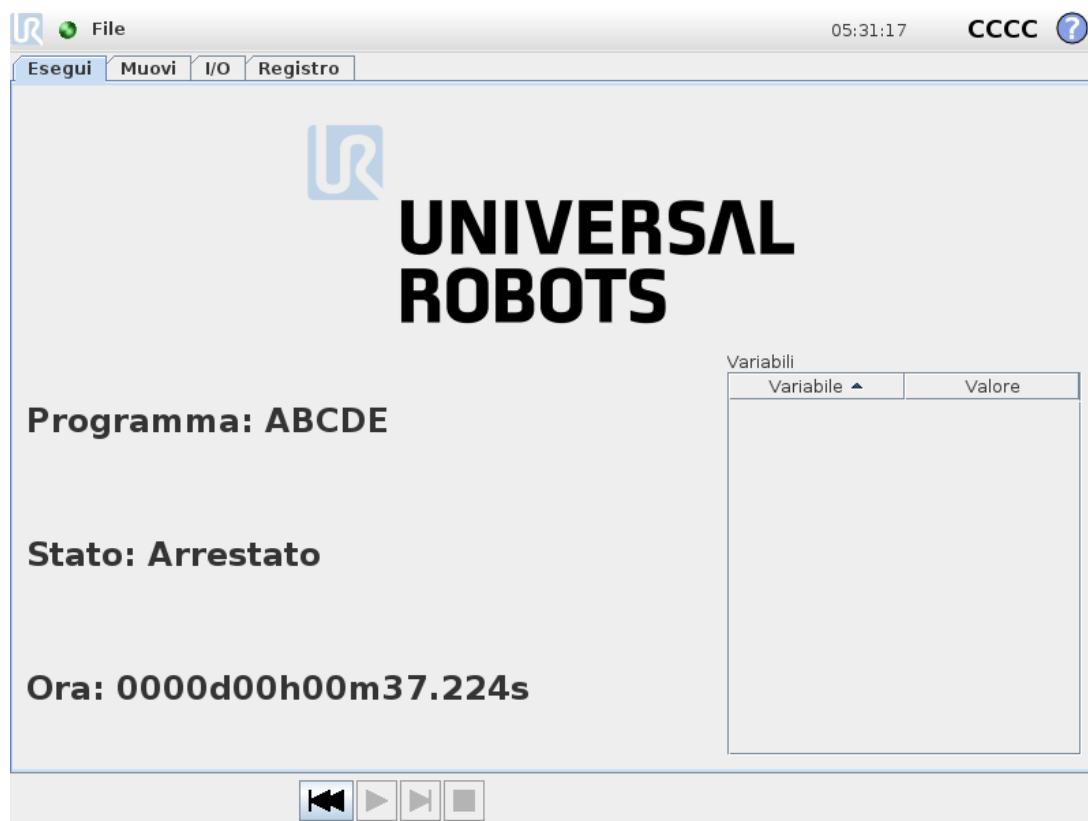 File 05:31:17 CCCC ?
Esegui Muovi I/O Registro
UR
UNIVERSAL
ROBOTS
Variabili
Variabile Valore
Programma: ABCDE
Stato: Arrestato
Ora: 0000d00h00m37.224s